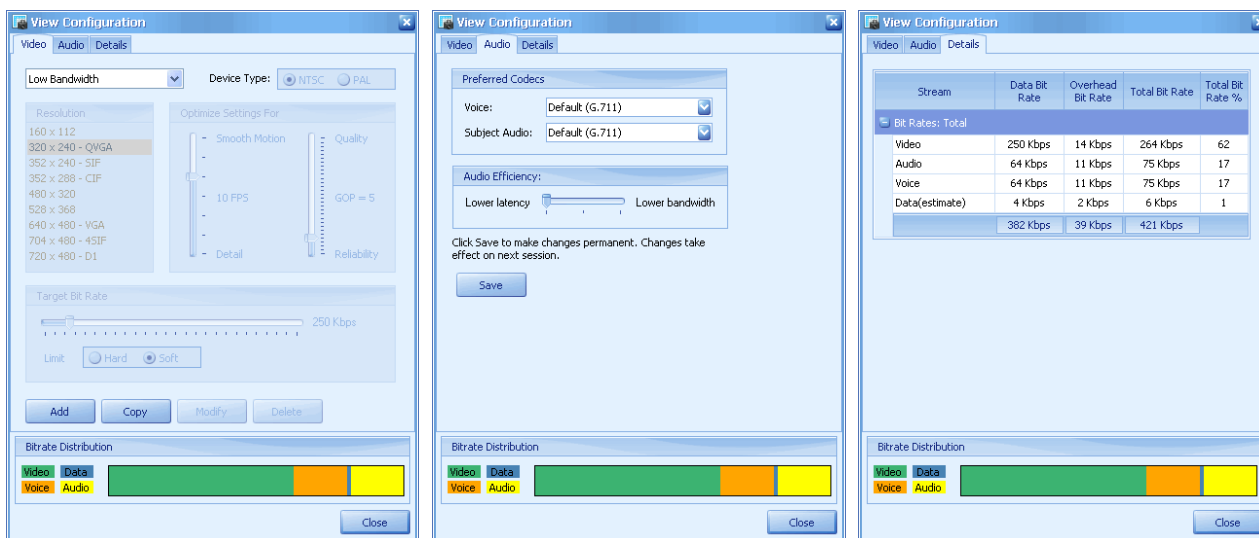 View Configuration
Video Audio Details
Low Bandwidth Device Type: NTSC PAL
Resolution
160 x 112
320 x 240 - QVGA
352 x 240 - SIF
352 x 288 - CIF
480 x 320
528 x 368
640 x 480 - VGA
704 x 480 - 4SIF
720 x 480 - D1
Optimize Settings For
Smooth Motion Quality
10 FPS GOP = 5
Detail Reliability
Target Bit Rate
250 Kbps
Limit Hard Soft
Add Copy Modify Delete
Bitrate Distribution
Video Data
Voice Audio
Close
View Configuration
Video Audio Details
Preferred Codecs
Voice: Default (G.711)
Subject Audio: Default (G.711)
Audio Efficiency:
Lower latency Lower bandwidth
Click Save to make changes permanent. Changes take
effect on next session.
Save
Bitrate Distribution
Video Data
Voice Audio
Close
View Configuration
Video Audio Details
Stream Data Bit Rate Overhead Bit Rate Total Bit Rate Total Bit Rate %
Bit Rates: Total
Video 250 Kbps 14 Kbps 264 Kbps 62
Audio 64 Kbps 11 Kbps 75 Kbps 17
Voice 64 Kbps 11 Kbps 75 Kbps 17
Data(estimate) 4 Kbps 2 Kbps 6 Kbps 1
382 Kbps 39 Kbps 421 Kbps
Bitrate Distribution
Video Data
Voice Audio
Close